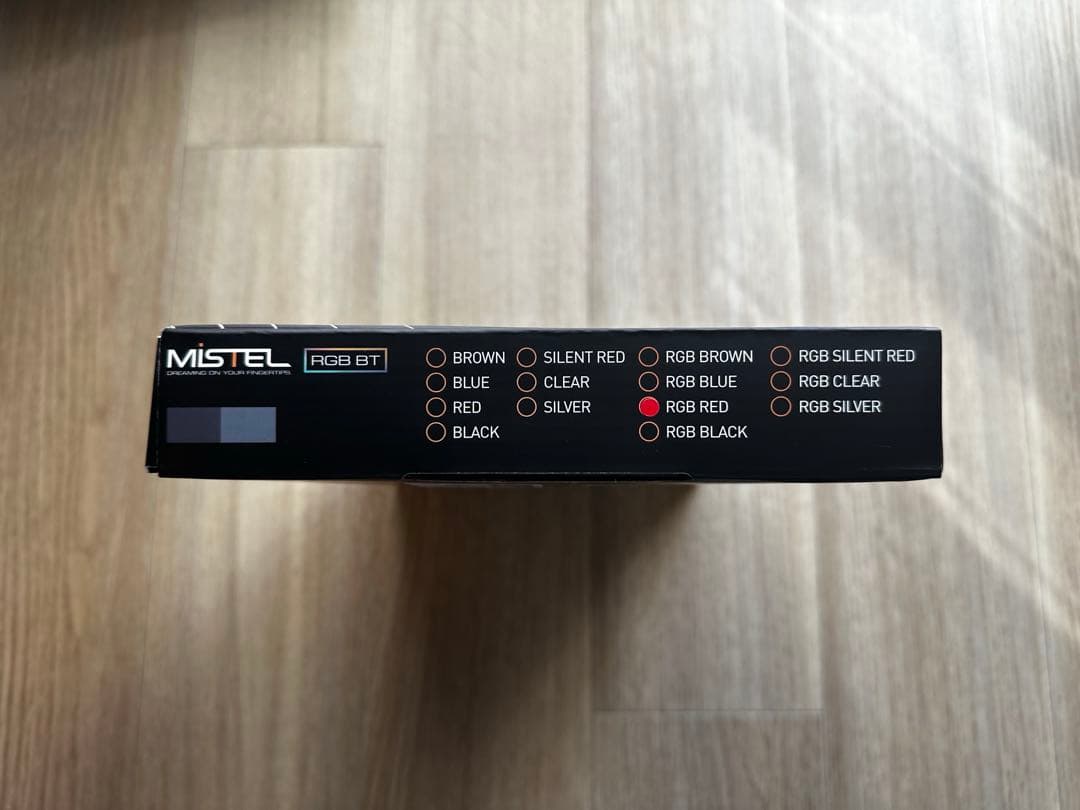 MiSTEL
DREAMING ON YOUR FINGERTIPS
RGB BT
BROWN
BLUE
RED
BLACK
SILENT RED
CLEAR
SILVER
RGB BROWN
RGB BLUE
RGB RED
RGB BLACK
RGB SILENT RED
RGB CLEAR
RGB SILVER